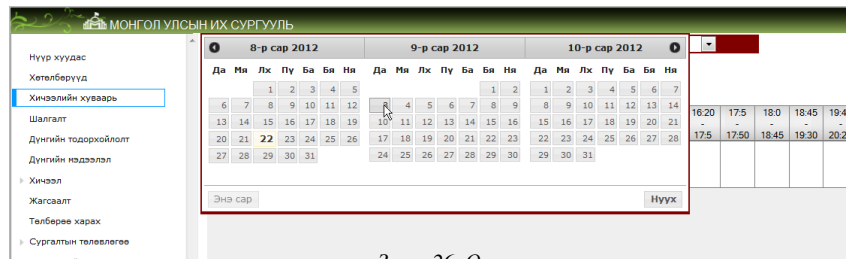 МОНГОЛ УЛСЫН ИХ СУРГУУЛЬ
Нүүр хуудас
Хөтөлбөрүүд
Хичээлийн хуваарь
Шалгалт
Дүнгийн тодорхойлолт
Дүнгийн мэдээлэл
Хичээл
Жагсаалт
Төлбөрөө харах
Сургалтын төлөвлөгөө
8-р сар 2012
Да Мя Лх Пү Ба Бя Ня
1 2 3 4 5
6 7 8 9 10 11 12
13 14 15 16 17 18 19
20 21 22 23 24 25 26
27 28 29 30 31
9-р сар 2012
Да Мя Лх Пү Ба Бя Ня
1 2
3 4 5 6 7 8 9
10 11 12 13 14 15 16
17 18 19 20 21 22 23
24 25 26 27 28 29 30
10-р сар 2012
Да Мя Лх Пү Ба Бя Ня
1 2 3 4 5 6 7
8 9 10 11 12 13 14
15 16 17 18 19 20 21
22 23 24 25 26 27 28
29 30 31
Энэ сар
Нуух
16:20 17:5 18:0 18:45
- - - - -
17:5 17:50 18:45 19:30